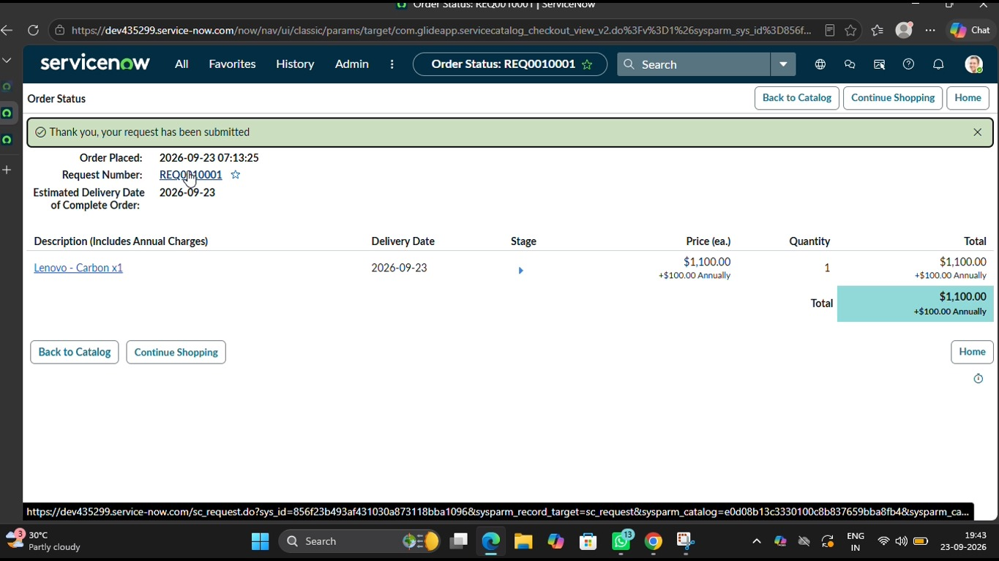 Order Status: REQ0010001 | ServiceNow
https://dev435299.service-now.com/now/nav/ui/classic/params/target/com.glideapp.servicecatalog_checkout_view_v2.do%3Fv%3D1%26sysparm_sys_id%3D856f...
Chat
servicenow
All
Favorites
History
Admin
Order Status: REQ0010001
Search
Order Status
Back to Catalog
Continue Shopping
Home
Thank you, your request has been submitted
Order Placed: 2026-09-23 07:13:25
Request Number: REQ0010001
Estimated Delivery Date 2026-09-23
of Complete Order:
Description (Includes Annual Charges) Delivery Date Stage Price (ea.) Quantity Total
Lenovo - Carbon x1 2026-09-23 $1,100.00 1 $1,100.00
+$100.00 Annually +$100.00 Annually
Total $1,100.00
+$100.00 Annually
Back to Catalog
Continue Shopping
Home
https://dev435299.service-now.com/sc_request.do?sys_id=856f23b493af431030a873118bba1096&sysparm_record_target=sc_request&sysparm_catalog=e0d08b13c3330100c8b837659bba8fb4&sysparm_ca...
3
30°C
Partly cloudy
Search
13
ENG
IN
19:43
23-09-2026